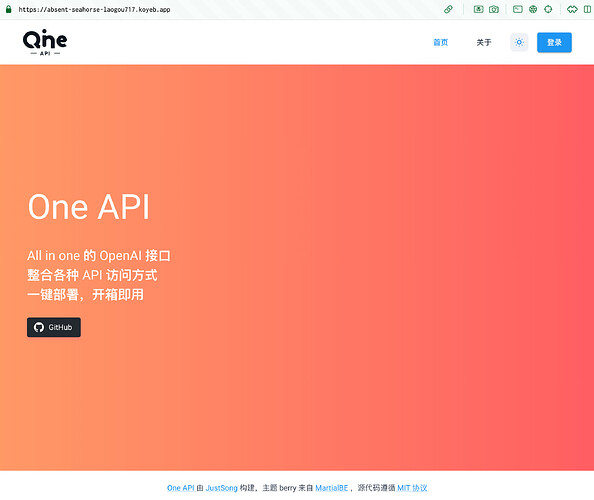 https://absent-seahorse-laogou717.koyeb.app
One
API
首页
关于
登录
One API
All in one 的 OpenAI 接口
整合各种 API 访问方式
一键部署，开箱即用
GitHub
One API 由 JustSong 构建，主题 berry 来自 MartialBE ，源代码遵循 MIT 协议